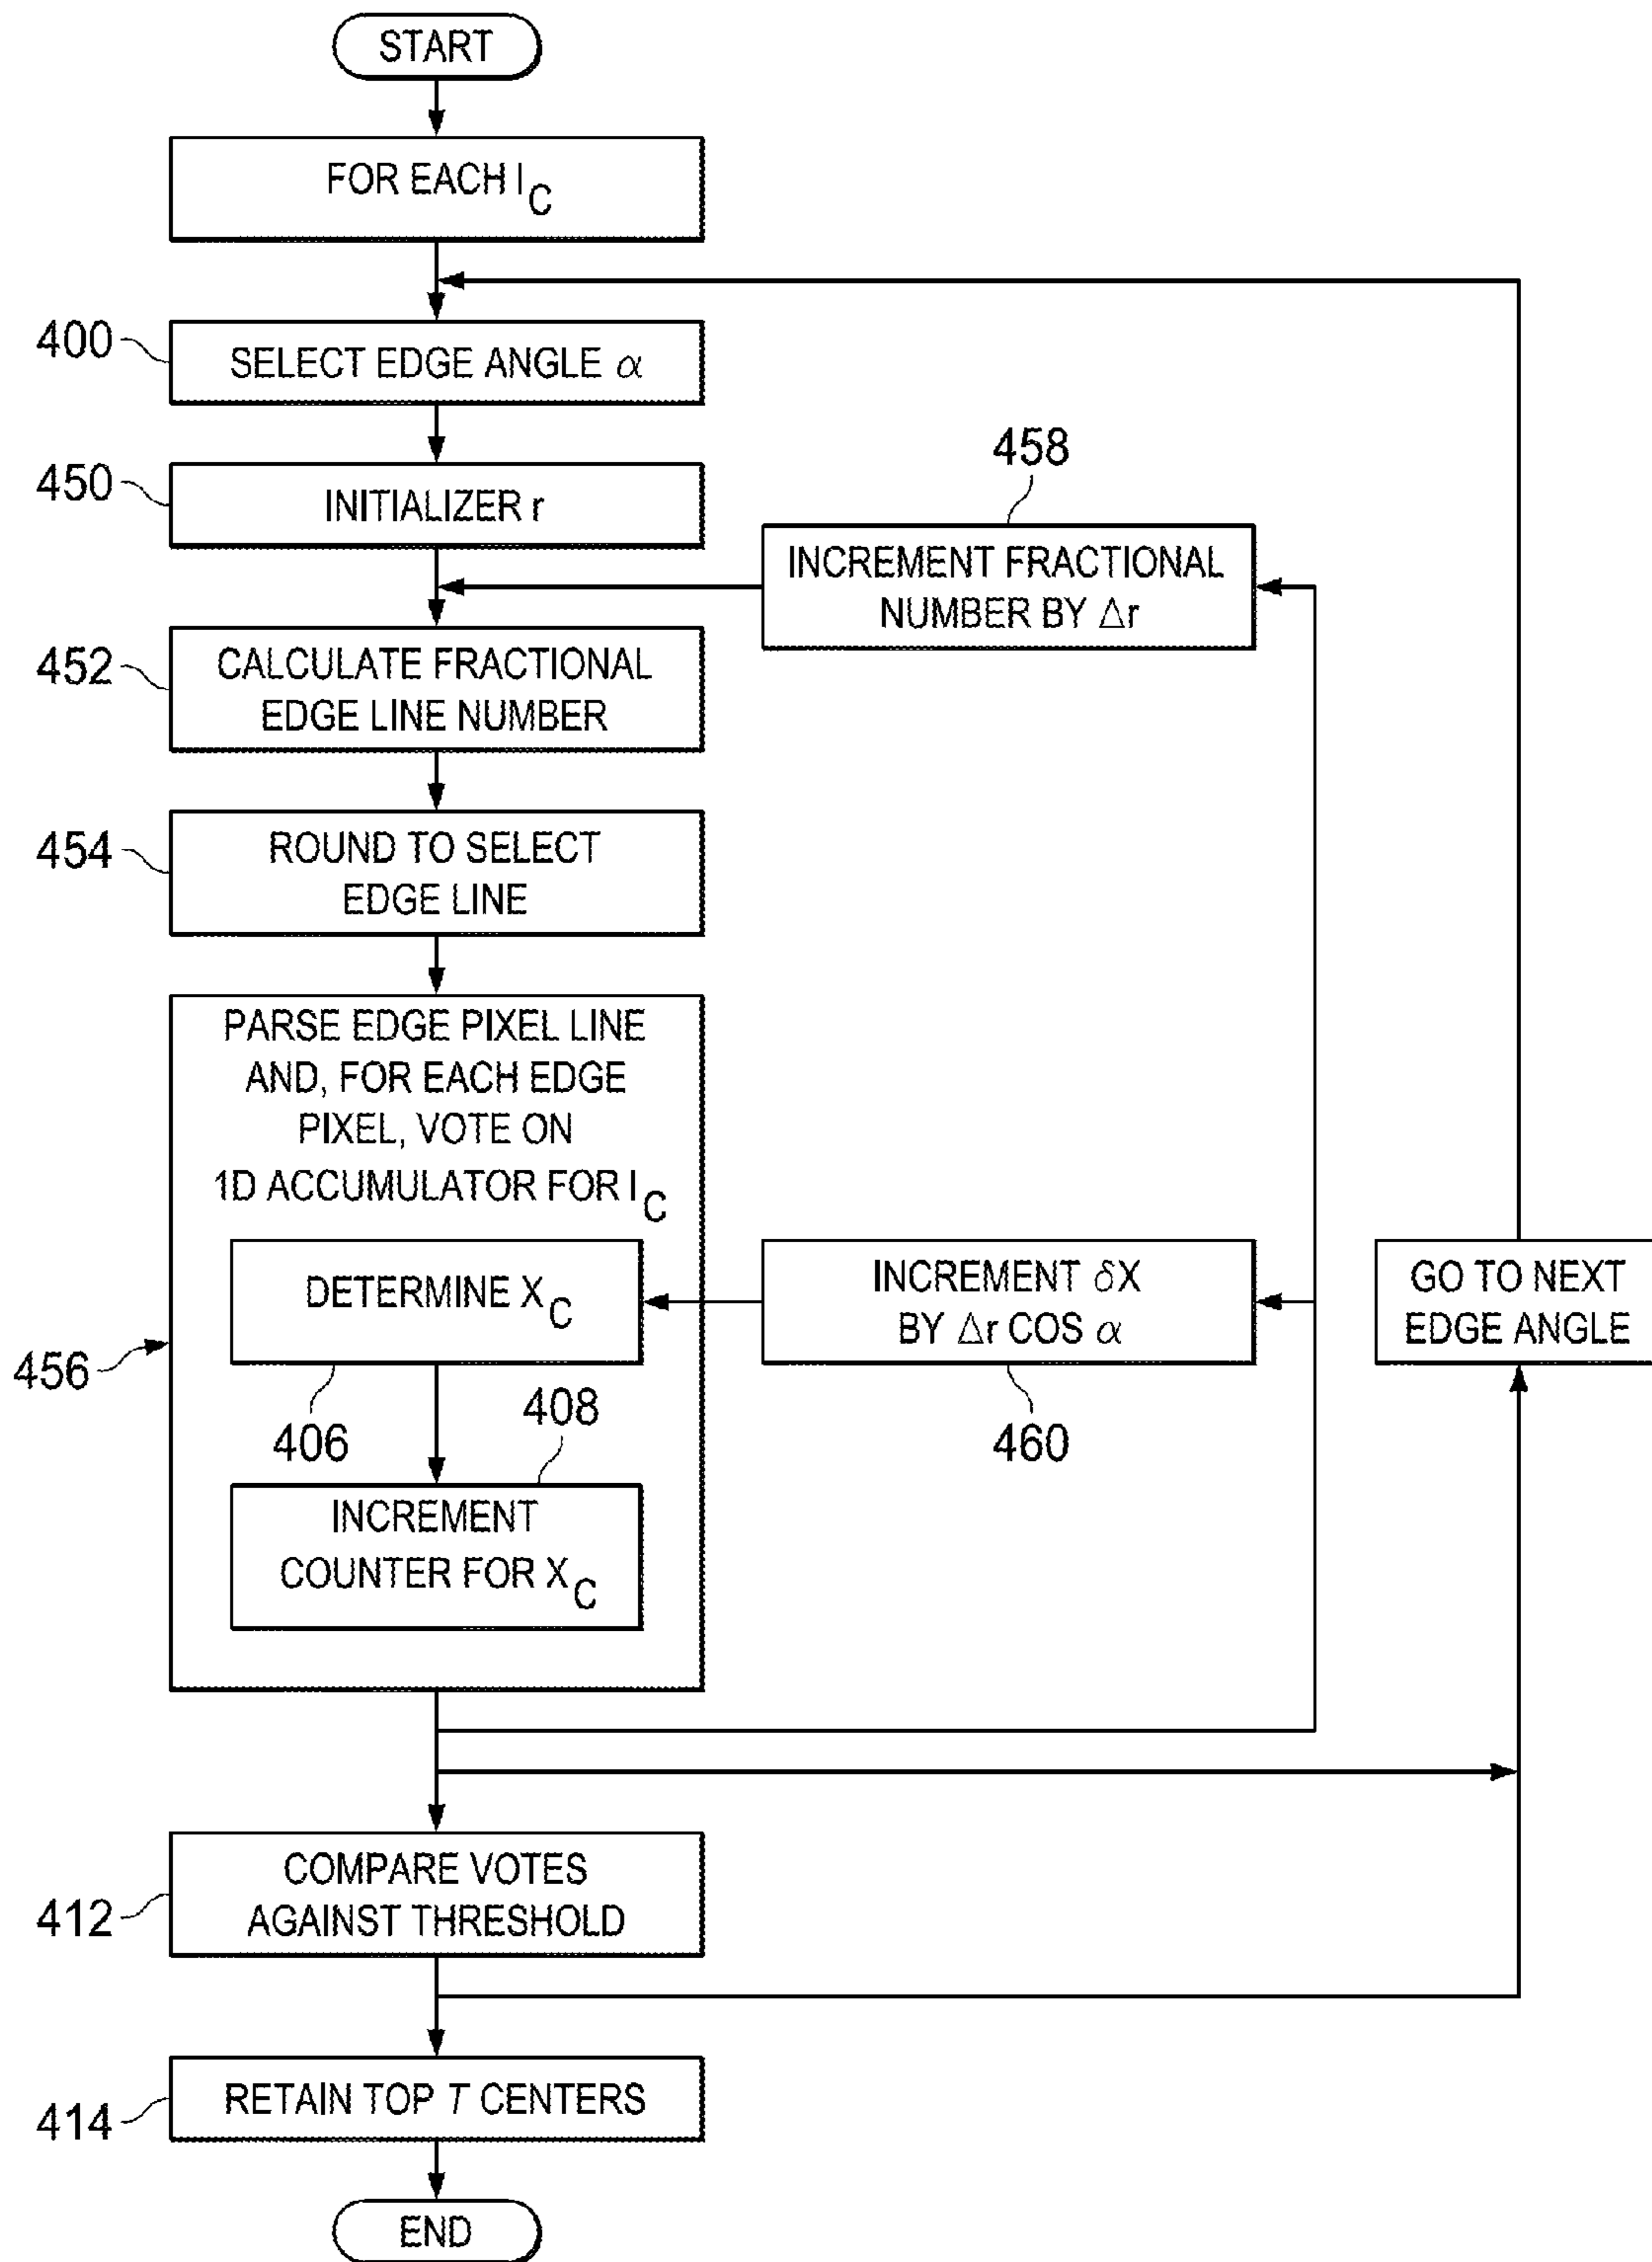 START
FOR EACH I_C
400
SELECT EDGE ANGLE α
450
INITIALIZER r
458
INCREMENT FRACTIONAL
NUMBER BY Δr
452
CALCULATE FRACTIONAL
EDGE LINE NUMBER
454
ROUND TO SELECT
EDGE LINE
456
PARSE EDGE PIXEL LINE
AND, FOR EACH EDGE
PIXEL, VOTE ON
1D ACCUMULATOR FOR I_C
DETERMINE X_C
406
INCREMENT δX
BY Δr COS α
460
GO TO NEXT
EDGE ANGLE
408
INCREMENT
COUNTER FOR X_C
412
COMPARE VOTES
AGAINST THRESHOLD
414
RETAIN TOP T CENTERS
END